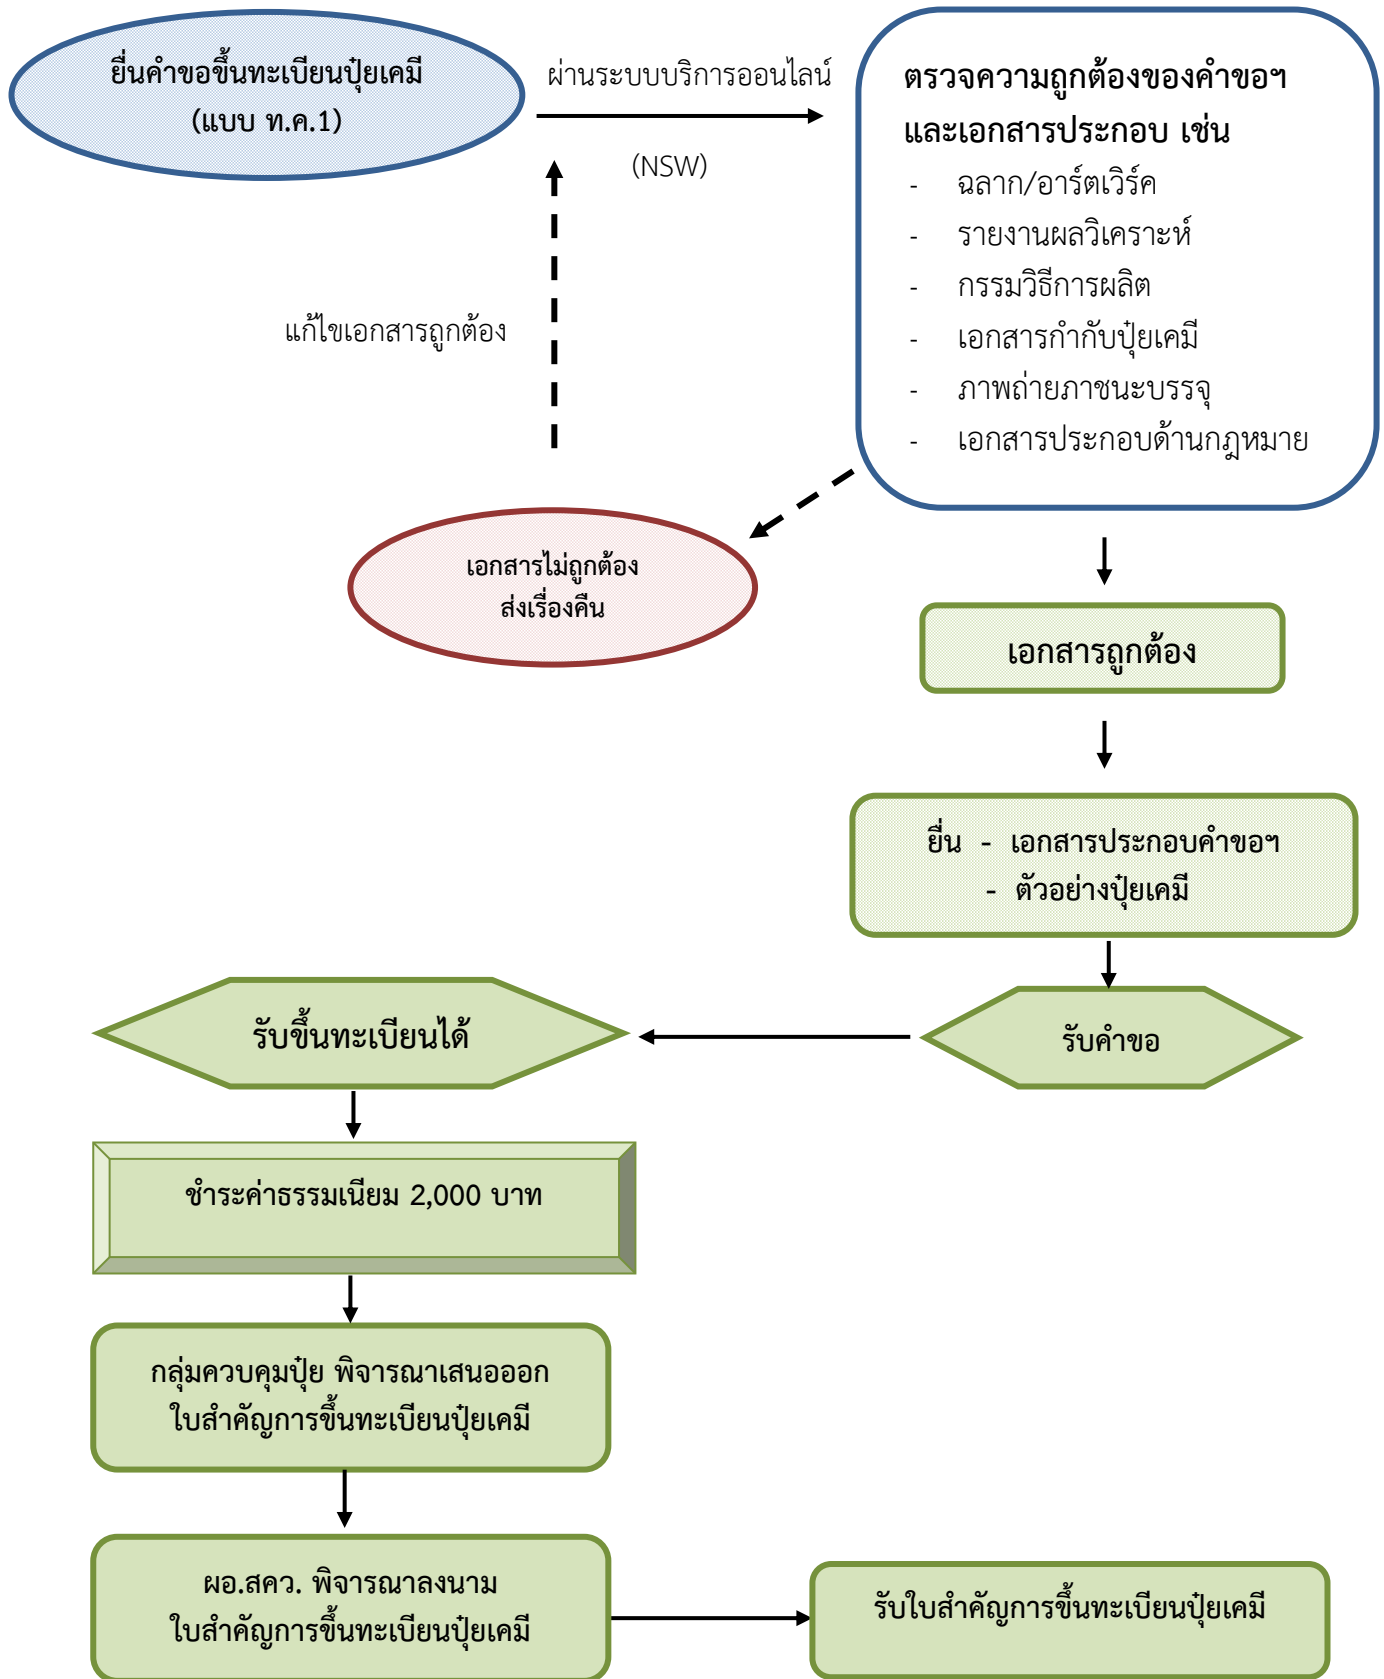 ยื่นคำขอขึ้นทะเบียนปุ๋ยเคมี
(แบบ ท.ค.1)
ผ่านระบบบริการออนไลน์
(NSW)
ตรวจความถูกต้องของคำขอฯ
และเอกสารประกอบ เช่น
- ฉลาก/อาร์ตเวิร์ค
- รายงานผลวิเคราะห์
- กรรมวิธีการผลิต
- เอกสารกำกับปุ๋ยเคมี
- ภาพถ่ายภาชนะบรรจุ
- เอกสารประกอบด้านกฎหมาย
แก้ไขเอกสารถูกต้อง
เอกสารไม่ถูกต้อง
ส่งเรื่องคืน
เอกสารถูกต้อง
ยื่น - เอกสารประกอบคำขอฯ
- ตัวอย่างปุ๋ยเคมี
รับคำขอ
รับขึ้นทะเบียนได้
ชำระค่าธรรมเนียม 2,000 บาท
กลุ่มควบคุมปุ๋ย พิจารณาเสนอออก
ใบสำคัญการขึ้นทะเบียนปุ๋ยเคมี
ผอ.สคว. พิจารณาลงนาม
ใบสำคัญการขึ้นทะเบียนปุ๋ยเคมี
รับใบสำคัญการขึ้นทะเบียนปุ๋ยเคมี